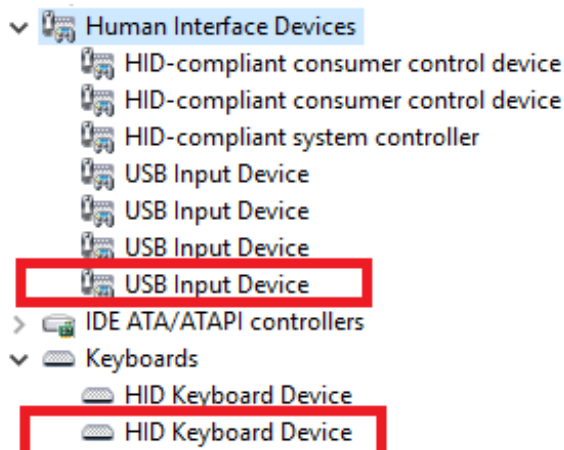 Human Interface Devices
HID-compliant consumer control device
HID-compliant consumer control device
HID-compliant system controller
USB Input Device
USB Input Device
USB Input Device
USB Input Device
IDE ATA/ATAPI controllers
Keyboards
HID Keyboard Device
HID Keyboard Device